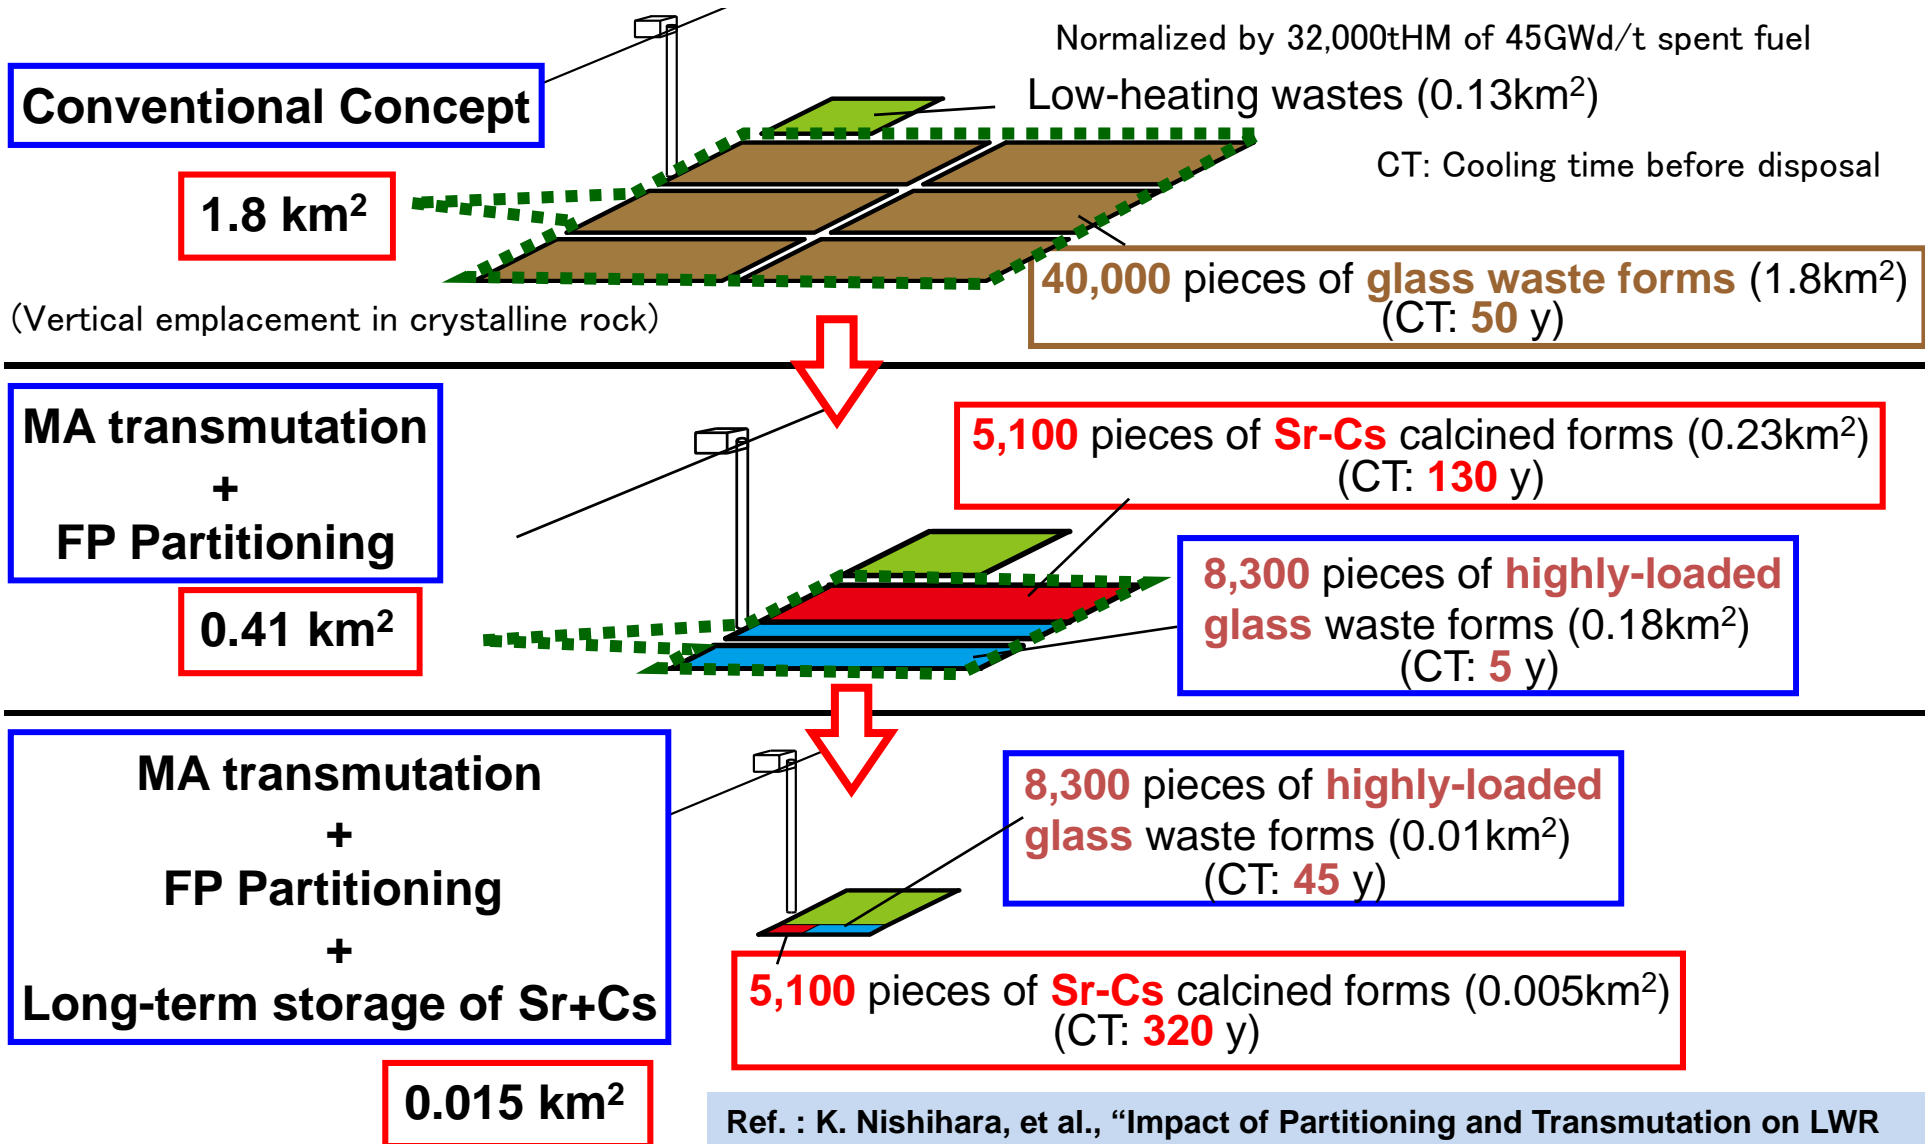 Normalized by 32,000tHM of 45GWd/t spent fuel
Conventional Concept
Low-heating wastes (0.13km²)
CT: Cooling time before disposal
1.8 km²
40,000 pieces of glass waste forms (1.8km²)
(CT: 50 y)
(Vertical emplacement in crystalline rock)
MA transmutation
+
FP Partitioning
0.41 km²
5,100 pieces of Sr-Cs calcined forms (0.23km²)
(CT: 130 y)
8,300 pieces of highly-loaded
glass waste forms (0.18km²)
(CT: 5 y)
MA transmutation
+
FP Partitioning
+
Long-term storage of Sr+Cs
0.015 km²
8,300 pieces of highly-loaded
glass waste forms (0.01km²)
(CT: 45 y)
5,100 pieces of Sr-Cs calcined forms (0.005km²)
(CT: 320 y)
Ref. : K. Nishihara, et al., “Impact of Partitioning and Transmutation on LWR